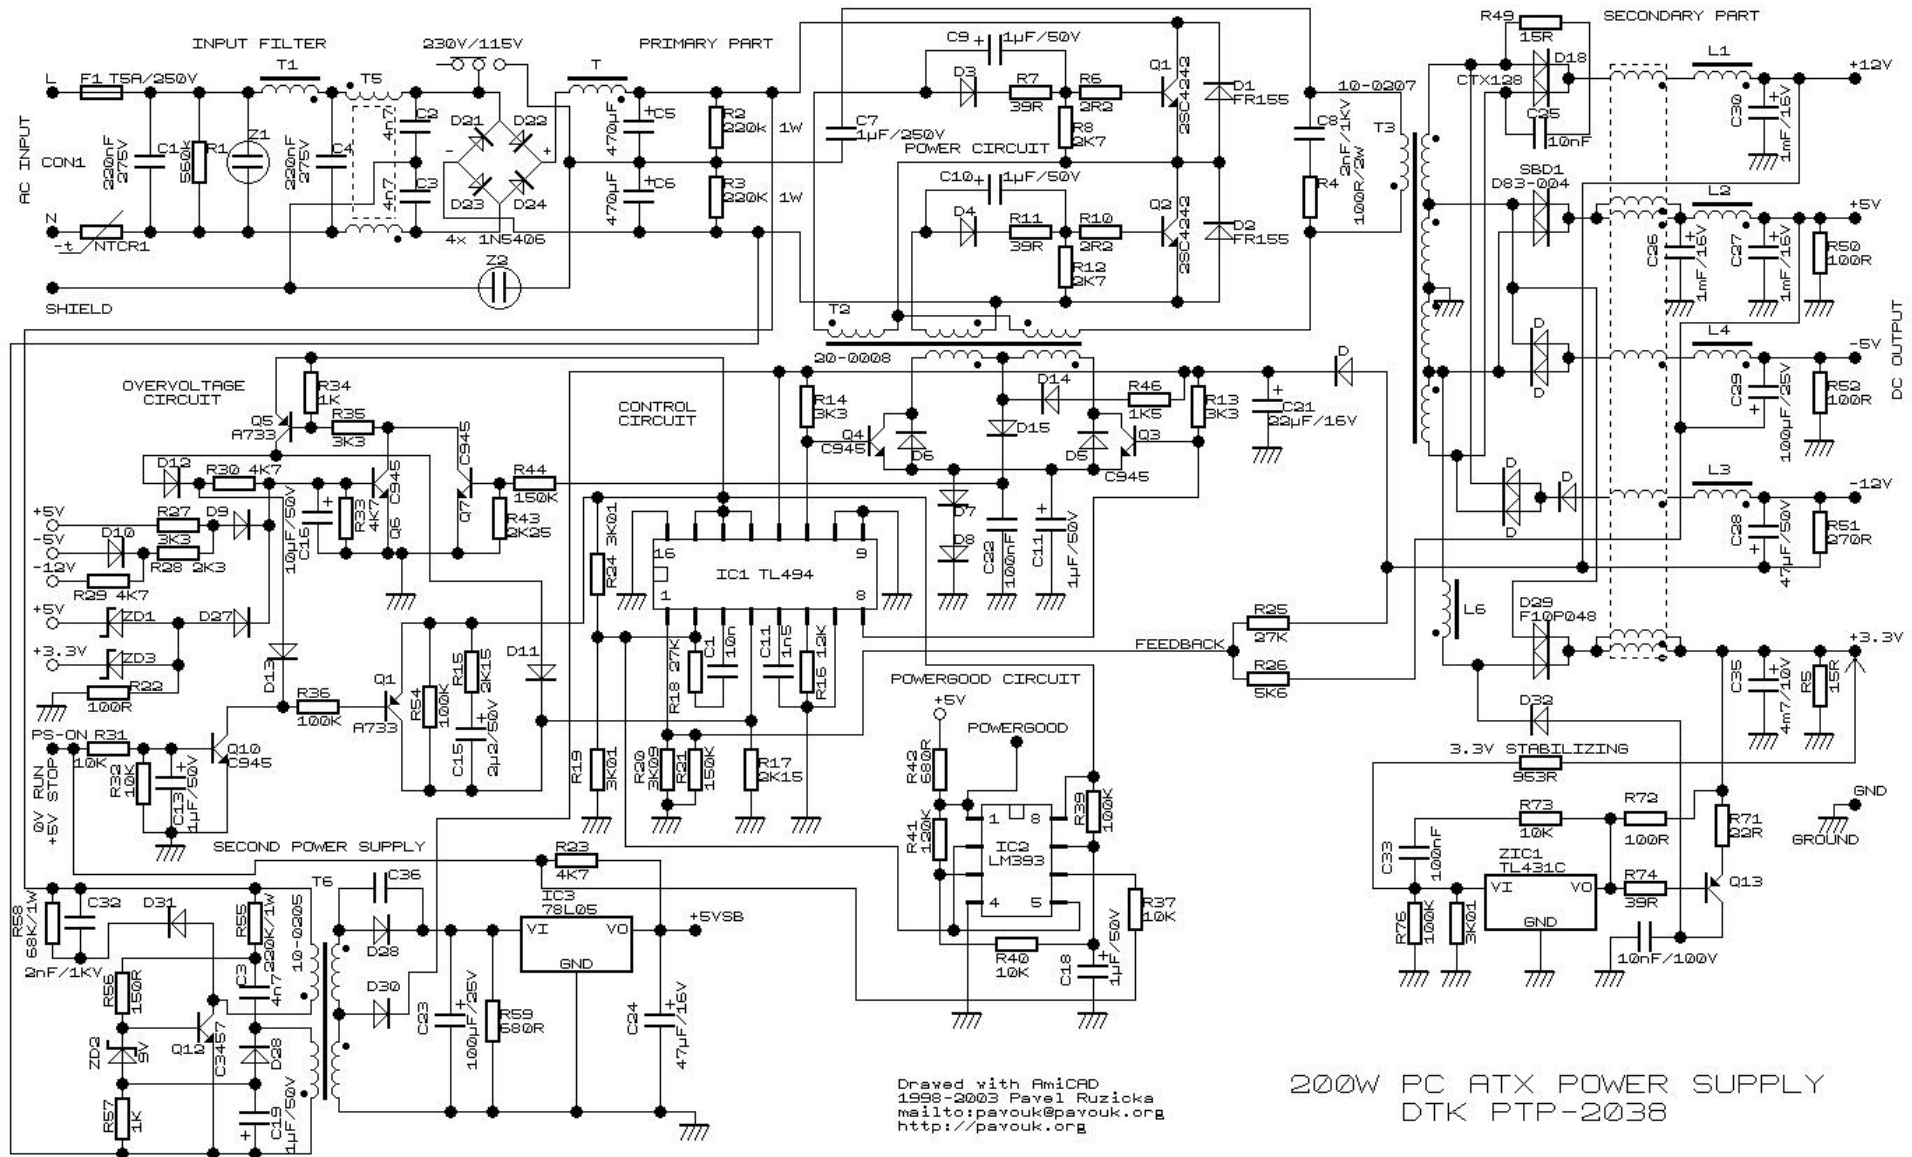 INPUT FILTER
230V/115V
PRIMARY PART
SECONDARY PART
L
F1 T5A/250V
T1
T5
T
AC INPUT
CON1
220nF
275V
C1
560K
R1
Z1
220nF
275V
C4
4n7
C2
4n7
C3
D21
D22
D23
D24
-
+
4x 1N5406
N
-t
NTCR1
SHIELD
Z2
470µF
C5
470µF
C6
R2
220k 1W
R3
220K 1W
C7
1µF/250V
POWER CIRCUIT
C9
1µF/50V
D3
R7
39R
R6
2R2
R8
2K7
Q1
2SC4242
D1
FR155
C10
1µF/50V
D4
R11
39R
R10
2R2
R12
2K7
Q2
2SC4242
D2
FR155
10-0207
C8
2nF/1KV
R4
100R/2W
T3
T2
20-0008
R49
15R
D18
CTX128
C25
10nF
SBD1
D83-004
D
D
D
D
D
L1
C30
1mF/16V
+12V
L2
+5V
C26
1mF/16V
C27
1mF/16V
R50
100R
L4
-5V
C29
100µF/25V
R52
100R
DC OUTPUT
L3
-12V
C28
47µF/50V
R51
270R
L6
D29
F10P048
+3.3V
C35
4m7/10V
R5
15R
D32
3.3V STABILIZING
953R
R73
10K
R72
100R
R71
22R
C33
100nF
ZIC1
TL431C
VI
VO
GND
R74
39R
Q13
R76
100K
3K01
10nF/100V
GND
GROUND
OVERVOLTAGE
CIRCUIT
R34
1K
Q5
A733
R35
3K3
C945
D12
R30 4K7
R27
3K3
D9
D10
R28 2K3
R29 4K7
+5V
-5V
-12V
+5V
+3.3V
ZD1
ZD3
D27
R22
100R
10µF/50V
C16
R33
4K7
Q6
C945
Q7
R44
150K
R43
2K25
D13
R36
100K
Q1
A733
R54
100K
R15
2K15
C15
2µ2/50V
D11
PS-ON
R31
10K
0V RUN
+5V STOP
R32
10K
C13
1µF/50V
Q10
C945
CONTROL
CIRCUIT
R14
3K3
Q4
C945
D6
D14
R46
1K5
D15
D5
Q3
C945
R13
3K3
C21
22µF/16V
D
D7
D8
C22
100nF
C11
1µF/50V
R24
3K01
16
9
IC1 TL494
1
8
R18 27K
C1
10n
C11
1n5
R16 12K
R19
3K01
R20
3K09
R21
150K
R17
2K15
FEEDBACK
R25
27K
R26
5K6
POWERGOOD CIRCUIT
+5V
POWERGOOD
R42
680R
R41
120K
1
8
IC2
LM393
4
5
R39
100K
R37
10K
R40
10K
C18
1µF/50V
SECOND POWER SUPPLY
R23
4K7
R58
68K/1W
C32
2nF/1KV
D31
R55
220K/1W
R56
150R
C3
4n7
10-0205
T6
ZD2
9V
Q12
C3457
D28
R57
1K
C19
1µF/50V
C36
D28
D30
C23
100µF/25V
R59
680R
IC3
78L05
VI
VO
GND
+5VSB
C24
47µF/16V
Drawed with AmiCAD
1998-2003 Pavel Ruzicka
mailto:pavouk@pavouk.org
http://pavouk.org
200W PC ATX POWER SUPPLY
DTK PTP-2038